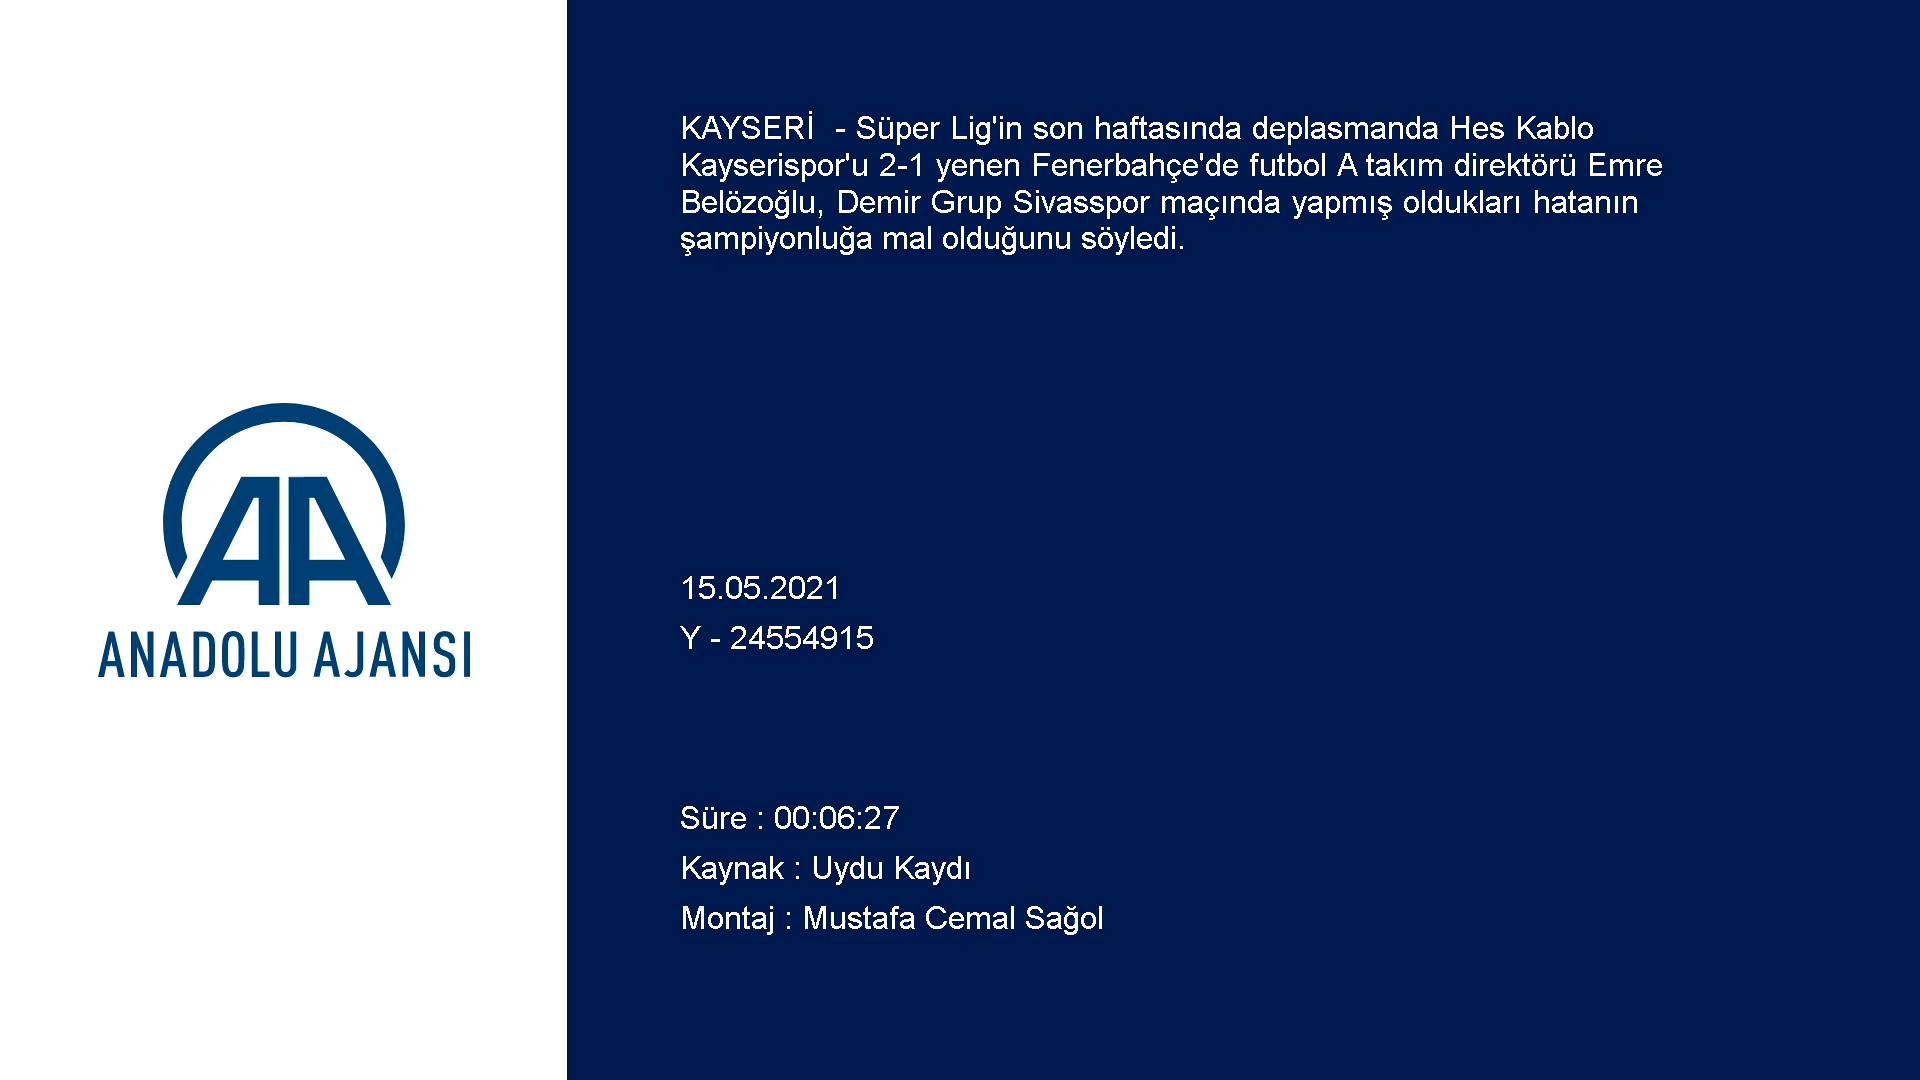 KAYSERİ  - Süper Lig'in son haftasında deplasmanda Hes Kablo
Kayserispor'u 2-1 yenen Fenerbahçe'de futbol A takım direktörü Emre
Belözoğlu, Demir Grup Sivasspor maçında yapmış oldukları hatanın
şampiyonluğa mal olduğunu söyledi.
AA
ANADOLU AJANSI
15.05.2021
Y - 24554915
Süre : 00:06:27
Kaynak : Uydu Kaydı
Montaj : Mustafa Cemal Sağol